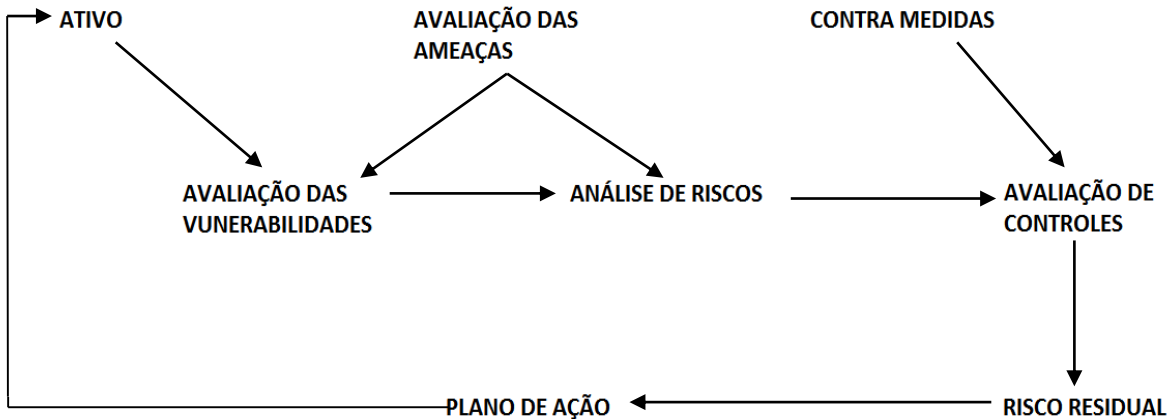 ATIVO
AVALIAÇÃO DAS
AMEAÇAS
CONTRA MEDIDAS
AVALIAÇÃO DAS
VUNERABILIDADES
ANÁLISE DE RISCOS
AVALIAÇÃO DE
CONTROLES
PLANO DE AÇÃO
RISCO RESIDUAL